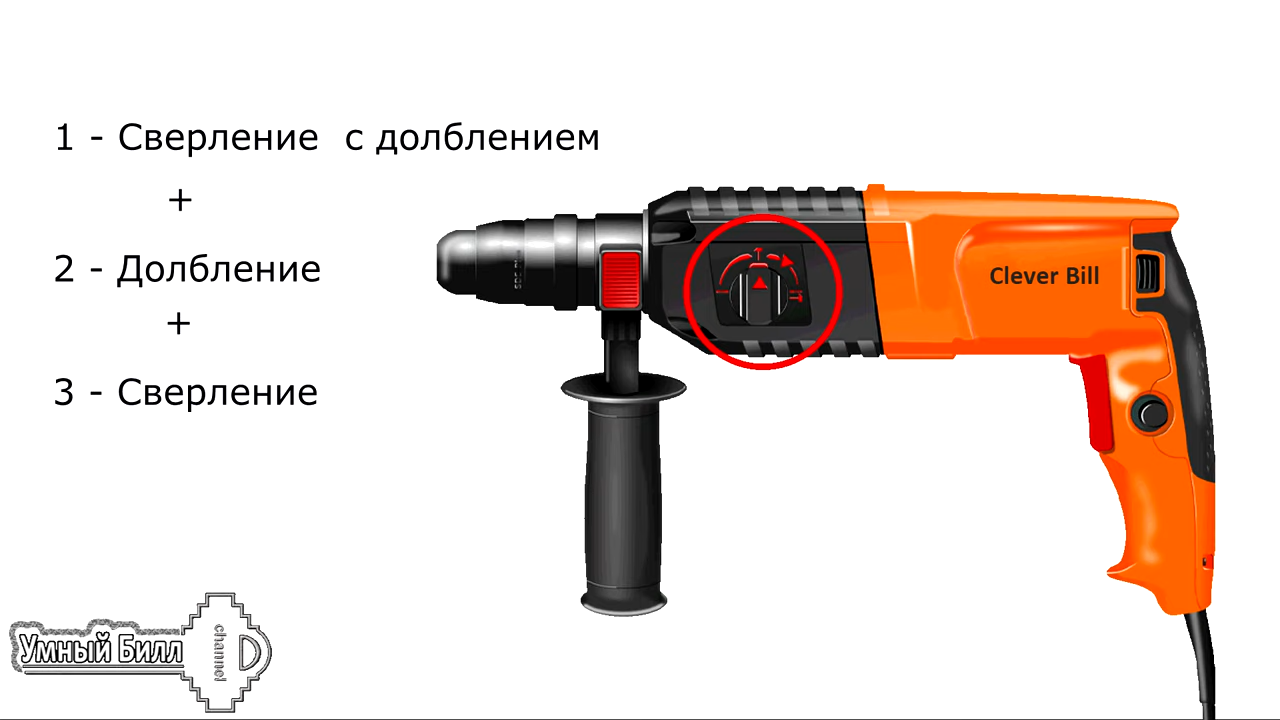 1 - Сверление с долблением
+
2 - Долбление
+
3 - Сверление
Clever Bill
Умный Билл
channel